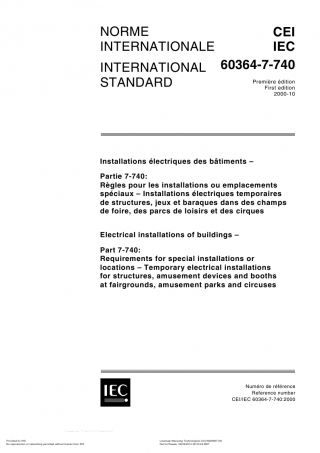 NORME
INTERNATIONALE
CEI
IEC
INTERNATIONAL
STANDARD
60364-7-740
Première édition
First edition
2000-10
Installations électriques des bâtiments –
Partie 7-740:
Règles pour les installations ou emplacements
spéciaux – Installations électriques temporaires
de structures, jeux et baraques dans des champs
de foire, des parcs de loisirs et des cirques
Electrical installations of buildings –
Part 7-740:
Requirements for special installations or
locations – Temporary electrical installations
for structures, amusement devices and booths
at fairgrounds, amusement parks and circuses
IEC
Numéro de référence
Reference number
CEI/IEC 60364-7-740:2000